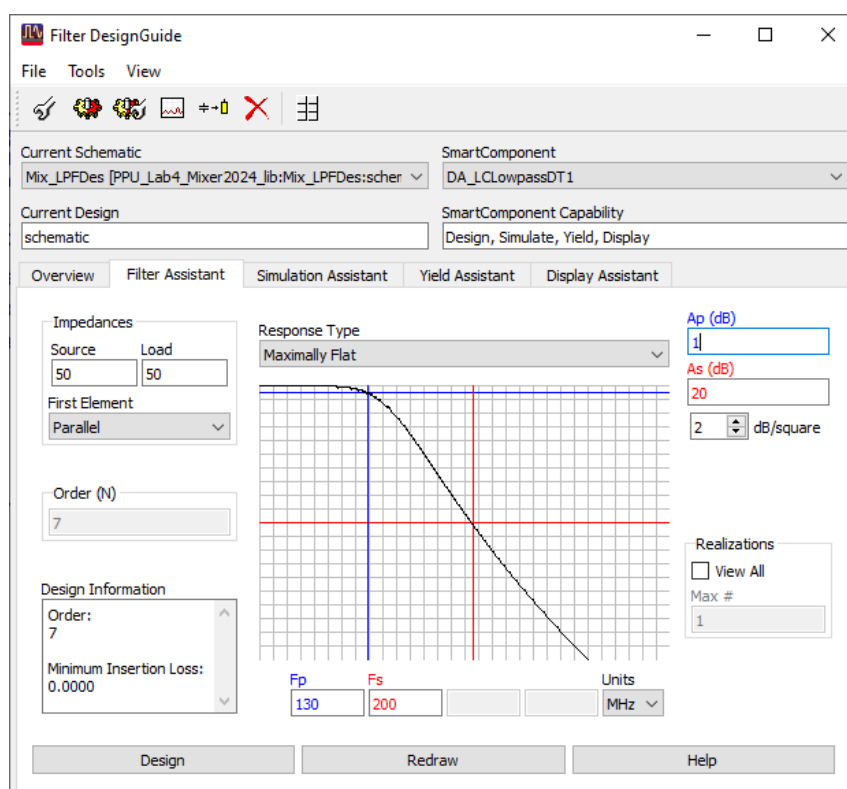 Filter DesignGuide
File Tools View
Current Schematic
SmartComponent
Mix_LPFDes [PPU_Lab4_Mixer2024_lib:Mix_LPFDes:scher
DA_LCLowpassDT1
Current Design
SmartComponent Capability
schematic
Design, Simulate, Yield, Display
Overview Filter Assistant Simulation Assistant Yield Assistant Display Assistant
Impedances
Source Load
50 50
First Element
Parallel
Order (N)
7
Design Information
Order:
7
Minimum Insertion Loss:
0.0000
Response Type
Maximally Flat
Fp Fs Units
130 200 MHz
Ap (dB)
1
As (dB)
20
2 dB/square
Realizations
View All
Max #
1
Design Redraw Help